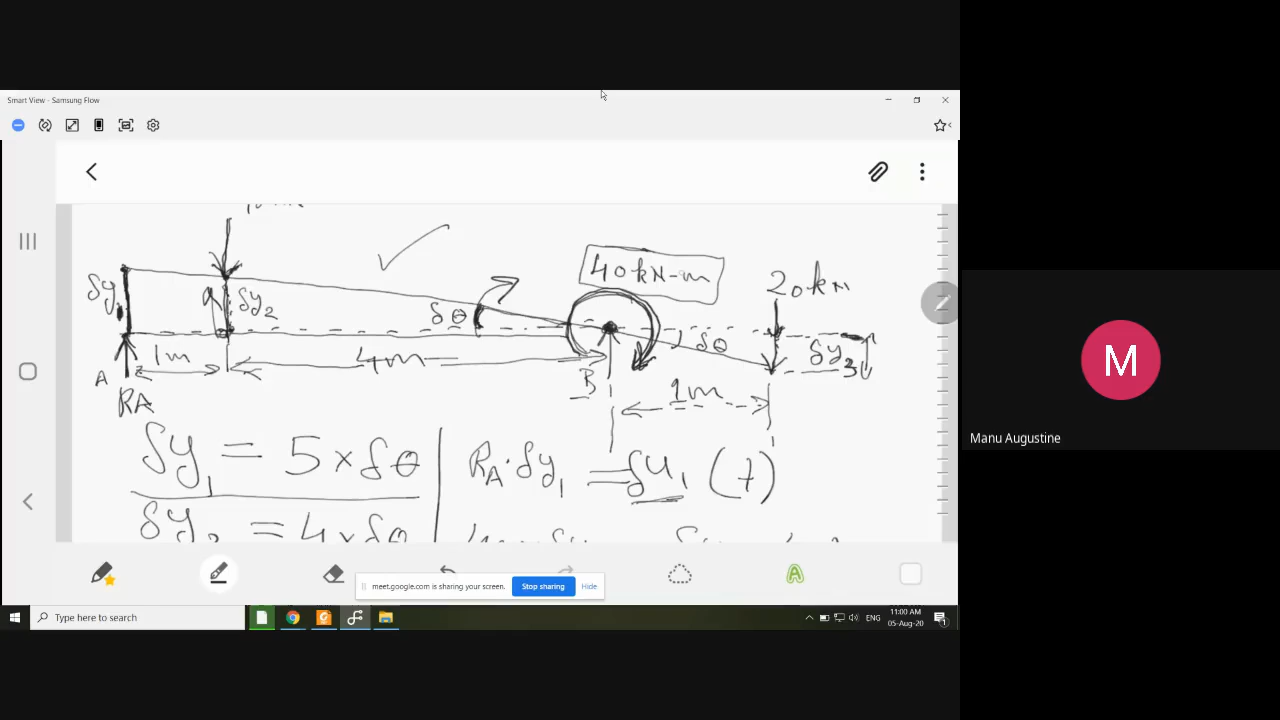 Smart View - Samsung Flow
40kN-m
20kN
δy1
δy2
δθ
δθ
δy3
1m
4m
A
B
RA
1m
δy1 = 5 × δθ
RA · δy1 = δu1 (+)
δy2 = 4 × δθ
Manu Augustine
meet.google.com is sharing your screen.
Stop sharing
Hide
Type here to search
ENG
11:00 AM
05-Aug-20